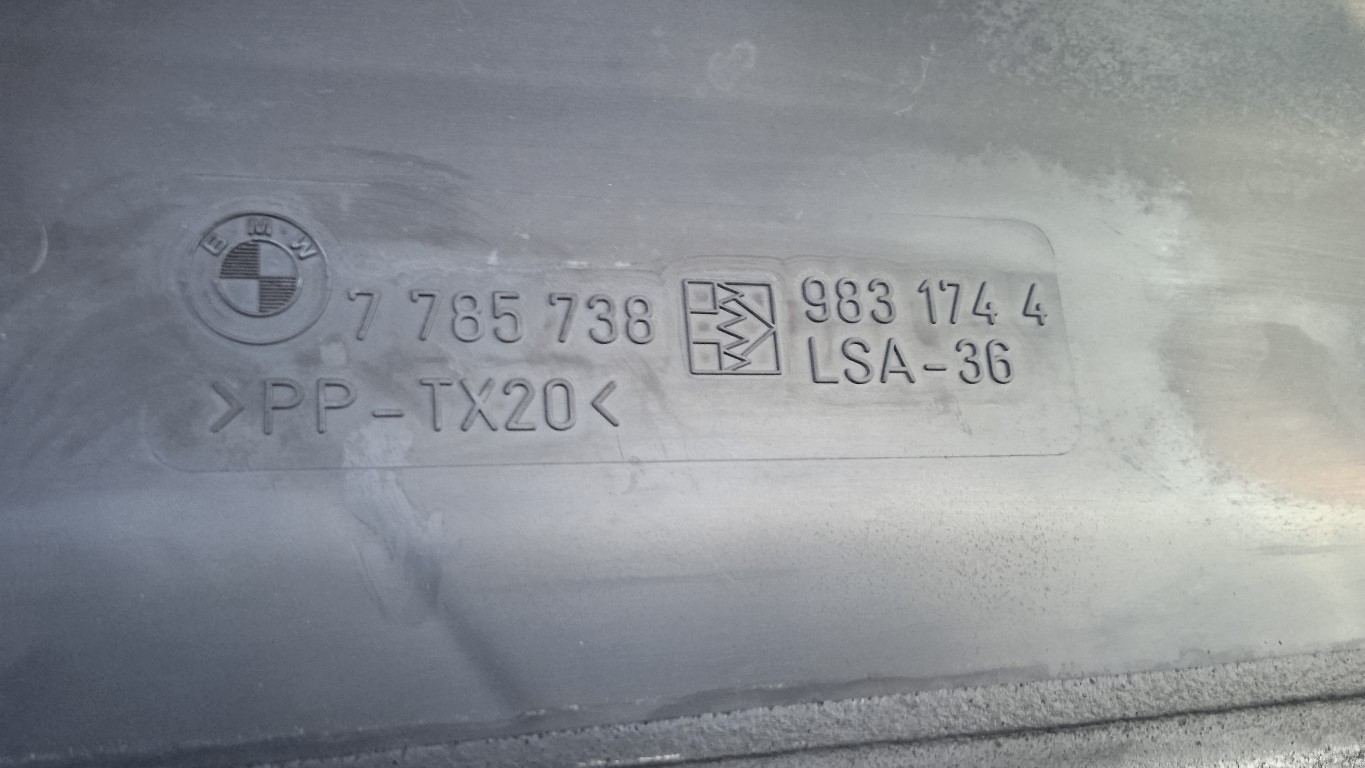 BMW
7 785 738
>PP-TX20<
983 174 4
LSA-36